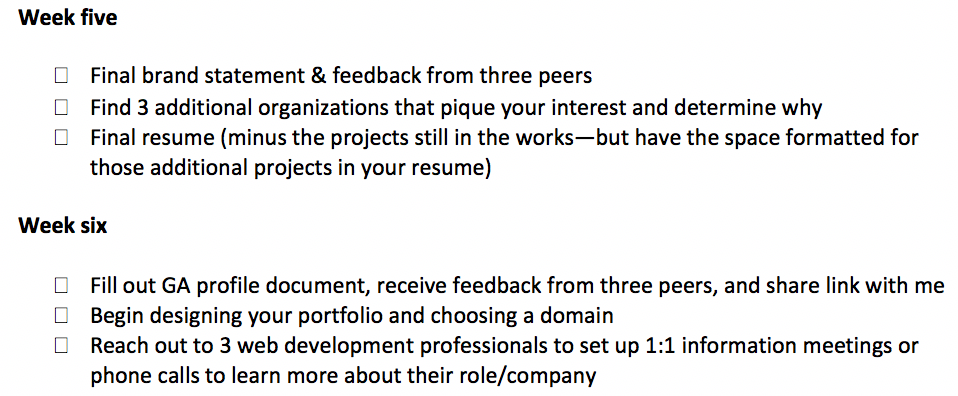 Week five
Final brand statement & feedback from three peers
Find 3 additional organizations that pique your interest and determine why
Final resume (minus the projects still in the works—but have the space formatted for
those additional projects in your resume)
Week six
Fill out GA profile document, receive feedback from three peers, and share link with me
Begin designing your portfolio and choosing a domain
Reach out to 3 web development professionals to set up 1:1 information meetings or
phone calls to learn more about their role/company